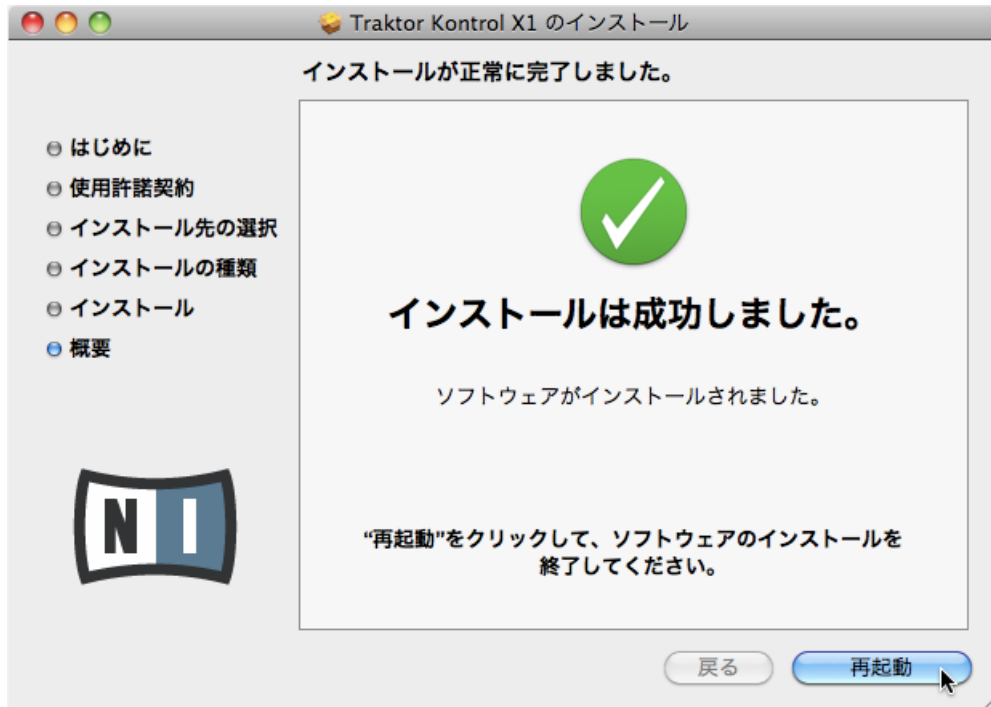 Traktor Kontrol X1 のインストール
インストールが正常に完了しました。
はじめに
使用許諾契約
インストール先の選択
インストールの種類
インストール
概要
NI
インストールは成功しました。
ソフトウェアがインストールされました。
“再起動”をクリックして、ソフトウェアのインストールを
終了してください。
戻る
再起動